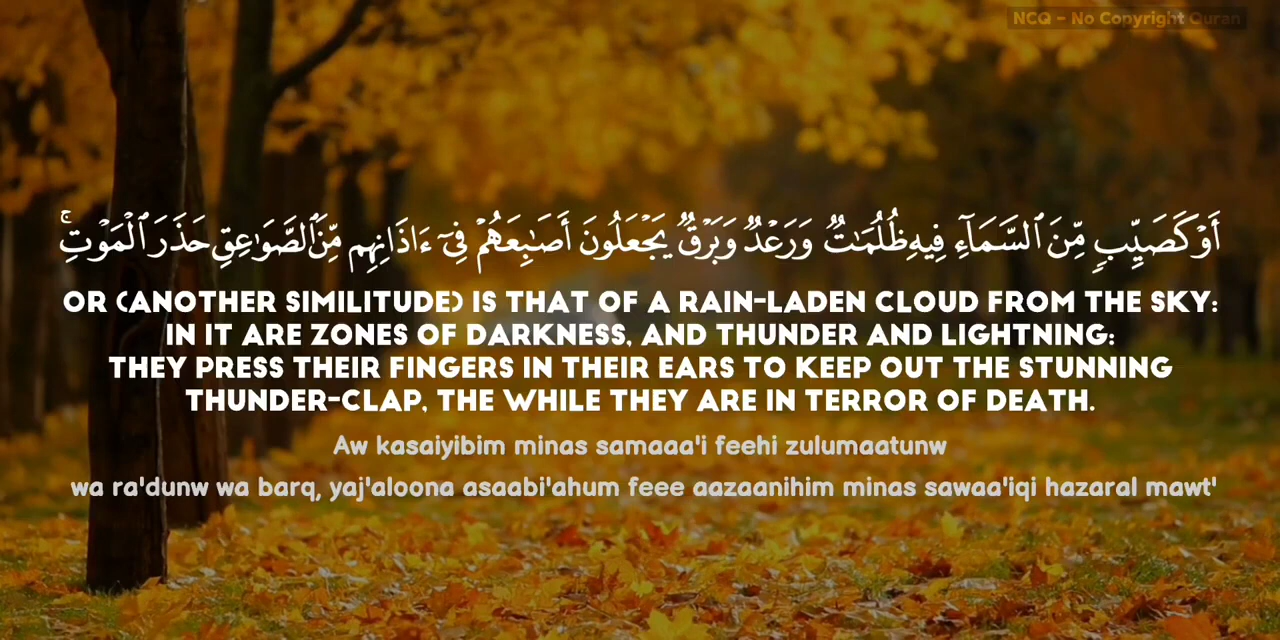 NCQ - No Copyright Quran
أَوْ كَصَيِّبٍ مِّنَ ٱلسَّمَآءِ فِيهِ ظُلُمَٰتٌ وَرَعْدٌ وَبَرْقٌ يَجْعَلُونَ أَصَٰبِعَهُمْ فِىٓ ءَاذَانِهِم مِّنَ ٱلصَّوَٰعِقِ حَذَرَ ٱلْمَوْتِ ۚ
OR (ANOTHER SIMILITUDE) IS THAT OF A RAIN-LADEN CLOUD FROM THE SKY:
IN IT ARE ZONES OF DARKNESS, AND THUNDER AND LIGHTNING:
THEY PRESS THEIR FINGERS IN THEIR EARS TO KEEP OUT THE STUNNING
THUNDER-CLAP, THE WHILE THEY ARE IN TERROR OF DEATH.
Aw kasaiyibim minas samaaa'i feehi zulumaatunw
wa ra'dunw wa barq, yaj'aloona asaabi'ahum feee aazaanihim minas sawaa'iqi hazaral mawt'